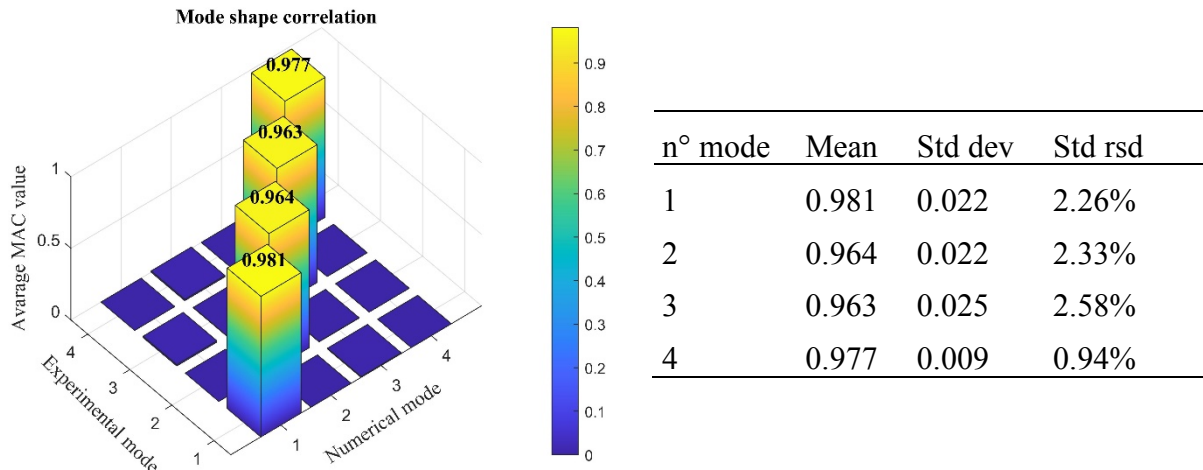 Mode shape correlation
0.977
0.963
0.964
0.981
Avarage MAC value
1
0.5
0
4
3
2
1
Experimental mode
1
2
3
4
Numerical mode
0.9
0.8
0.7
0.6
0.5
0.4
0.3
0.2
0.1
0
n° mode Mean Std dev Std rsd
1 0.981 0.022 2.26%
2 0.964 0.022 2.33%
3 0.963 0.025 2.58%
4 0.977 0.009 0.94%